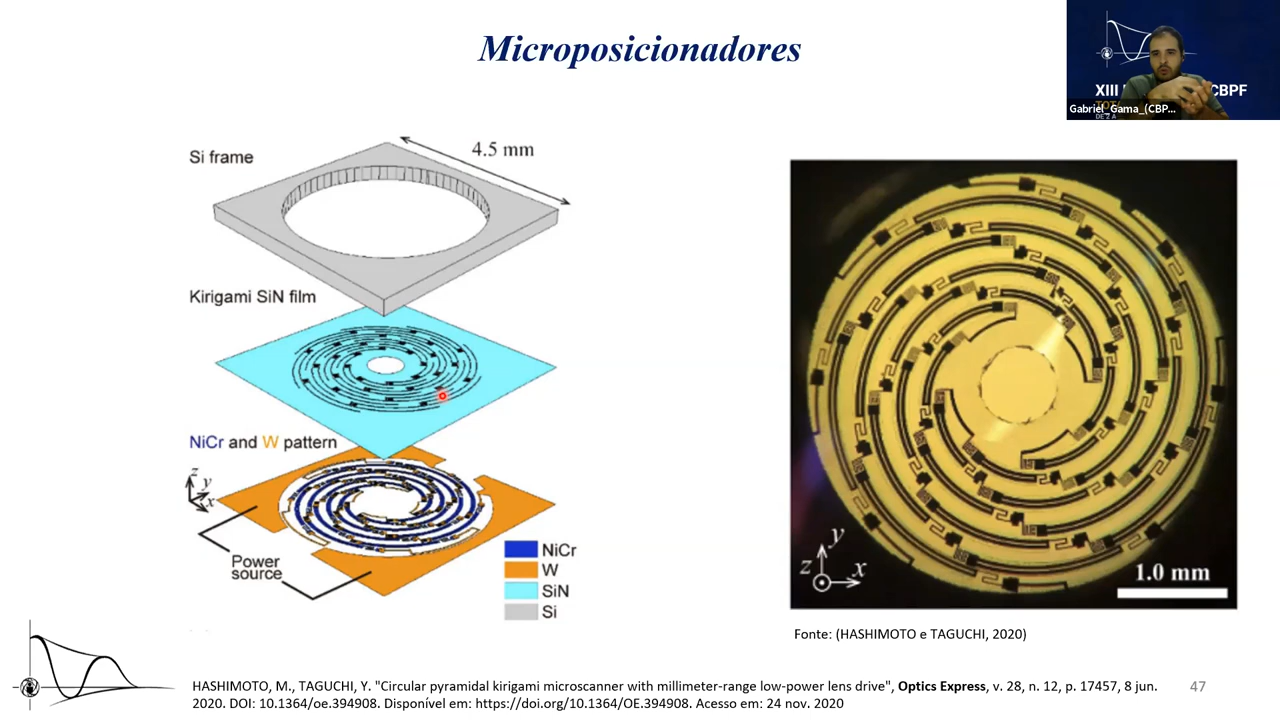 Microposicionadores
XIII
CBPF
Gabriel_Gama_(CBP...
Si frame
4.5 mm
Kirigami SiN film
NiCr and W pattern
z
y
x
Power
source
NiCr
W
SiN
Si
y
z
x
1.0 mm
Fonte: (HASHIMOTO e TAGUCHI, 2020)
HASHIMOTO, M., TAGUCHI, Y. "Circular pyramidal kirigami microscanner with millimeter-range low-power lens drive", Optics Express, v. 28, n. 12, p. 17457, 8 jun.
2020. DOI: 10.1364/oe.394908. Disponível em: https://doi.org/10.1364/OE.394908. Acesso em: 24 nov. 2020
47